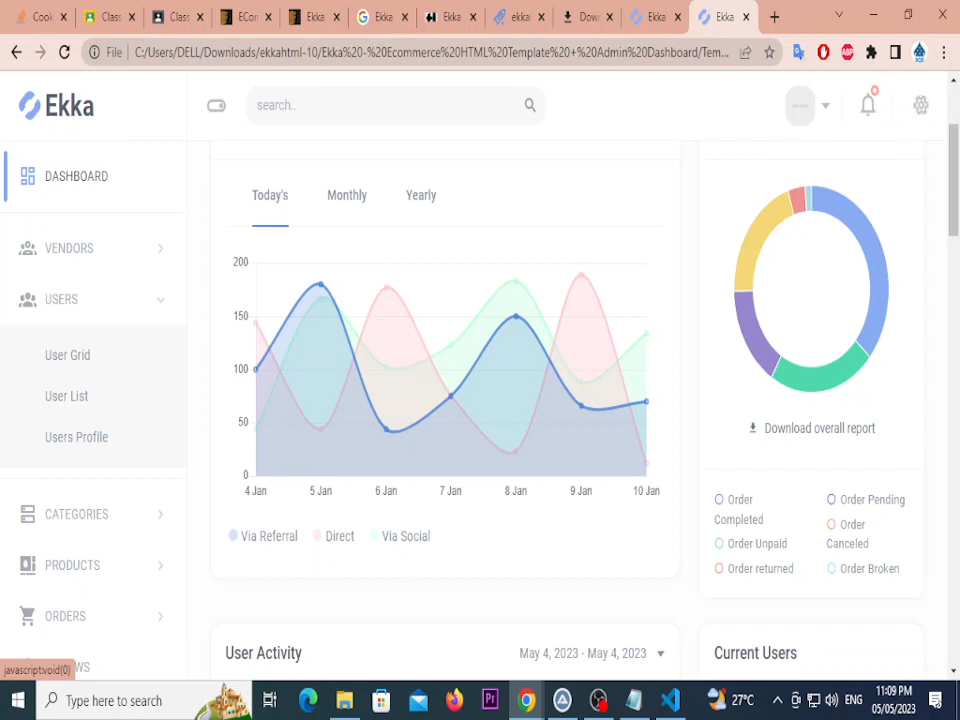 Cook
Class
Class
ECon
Ekka
Ekka
Ekka
ekka
Dow
Ekka
Ekka
File
C:/Users/DELL/Downloads/ekkahtml-10/Ekka%20-%20Ecommerce%20HTML%20Template%20+%20Admin%20Dashboard/Tem...
Ekka
search..
DASHBOARD
VENDORS
USERS
User Grid
User List
Users Profile
CATEGORIES
PRODUCTS
ORDERS
javascript:void(0)
Today's Monthly Yearly
200
150
100
50
0
4 Jan 5 Jan 6 Jan 7 Jan 8 Jan 9 Jan 10 Jan
Via Referral Direct Via Social
Download overall report
Order Completed
Order Pending
Order Unpaid
Order Canceled
Order returned
Order Broken
User Activity
May 4, 2023 - May 4, 2023
Current Users
Type here to search
27°C
ENG
11:09 PM
05/05/2023